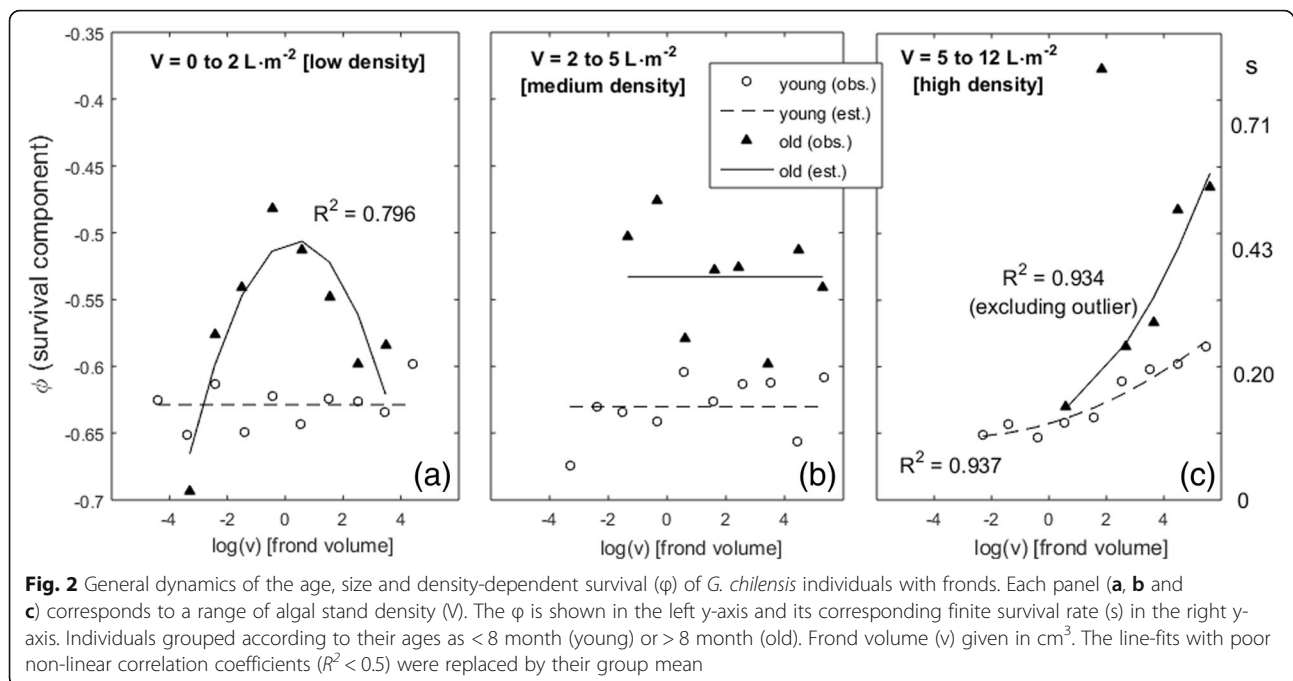 -0.35
-0.4
-0.45
-0.5
-0.55
-0.6
-0.65
-0.7
ϕ (survival component)
V = 0 to 2 L·m⁻² [low density]
R² = 0.796
(a)
-4 -2 0 2 4
log(v) [frond volume]
V = 2 to 5 L·m⁻²
[medium density]
young (obs.)
young (est.)
old (obs.)
old (est.)
(b)
-4 -2 0 2 4
log(v) [frond volume]
V = 5 to 12 L·m⁻²
[high density]
R² = 0.934
(excluding outlier)
R² = 0.937
(c)
-4 -2 0 2 4
log(v) [frond volume]
s
0.71
0.43
0.20
0
Fig. 2 General dynamics of the age, size and density-dependent survival (φ) of G. chilensis individuals with fronds. Each panel (a, b and
c) corresponds to a range of algal stand density (V). The φ is shown in the left y-axis and its corresponding finite survival rate (s) in the right y-
axis. Individuals grouped according to their ages as < 8 month (young) or > 8 month (old). Frond volume (v) given in cm³. The line-fits with poor
non-linear correlation coefficients (R² < 0.5) were replaced by their group mean